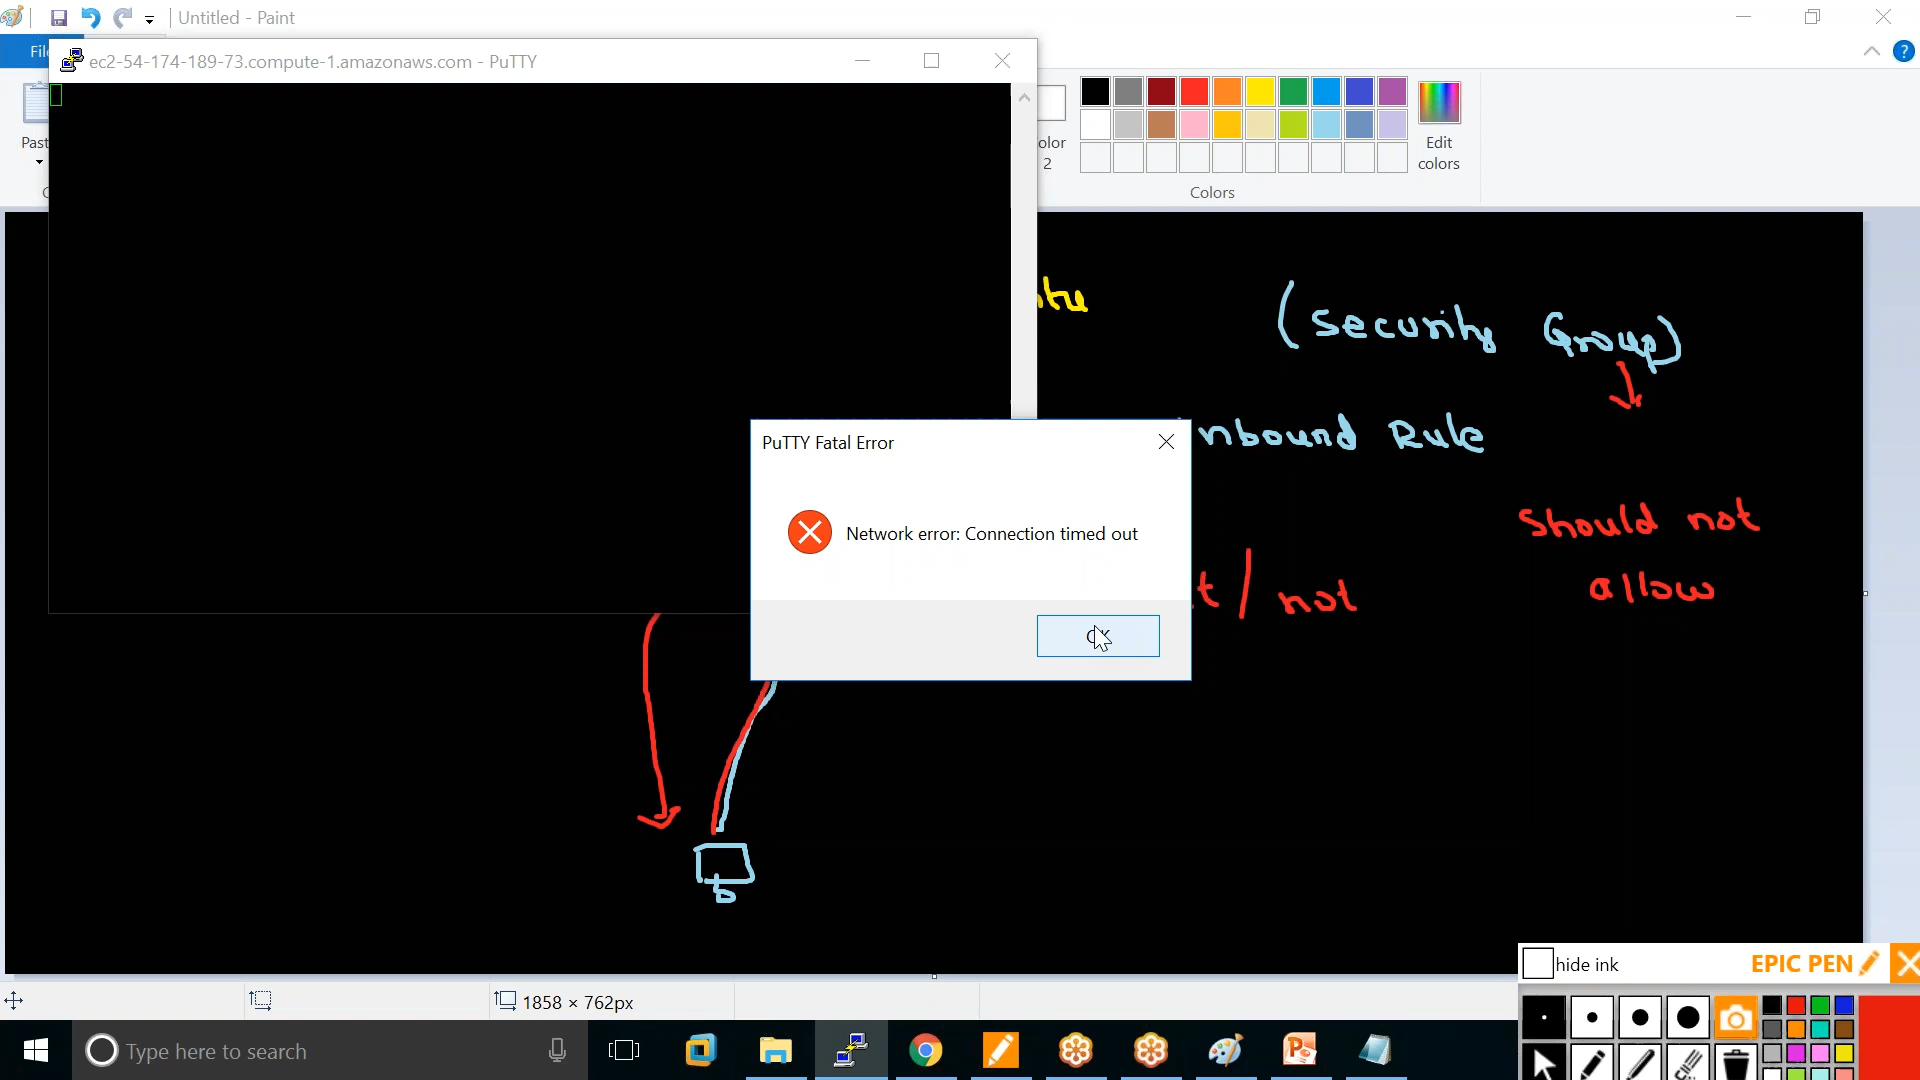 Untitled - Paint
Fil
ec2-54-174-189-73.compute-1.amazonaws.com - PuTTY
Past
olor
2
Edit
colors
Colors
(Security Group)
Inbound Rule
PuTTY Fatal Error
Network error: Connection timed out
OK
Should not
allow
t / not
hide ink
EPIC PEN
1858 × 762px
Type here to search